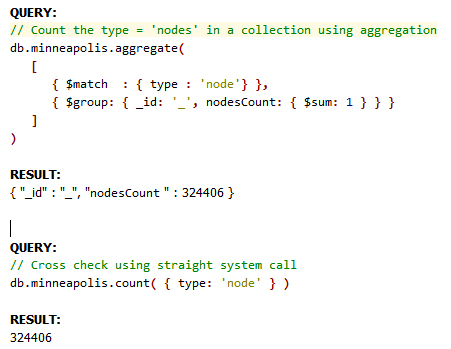 QUERY:
// Count the type = 'nodes' in a collection using aggregation
db.minneapolis.aggregate(
[
{ $match  : { type : 'node'} },
{ $group: { _id: '_', nodesCount: { $sum: 1 } } }
]
)
RESULT:
{ "_id" : "_", "nodesCount " : 324406 }
QUERY:
// Cross check using straight system call
db.minneapolis.count( { type: 'node' } )
RESULT:
324406